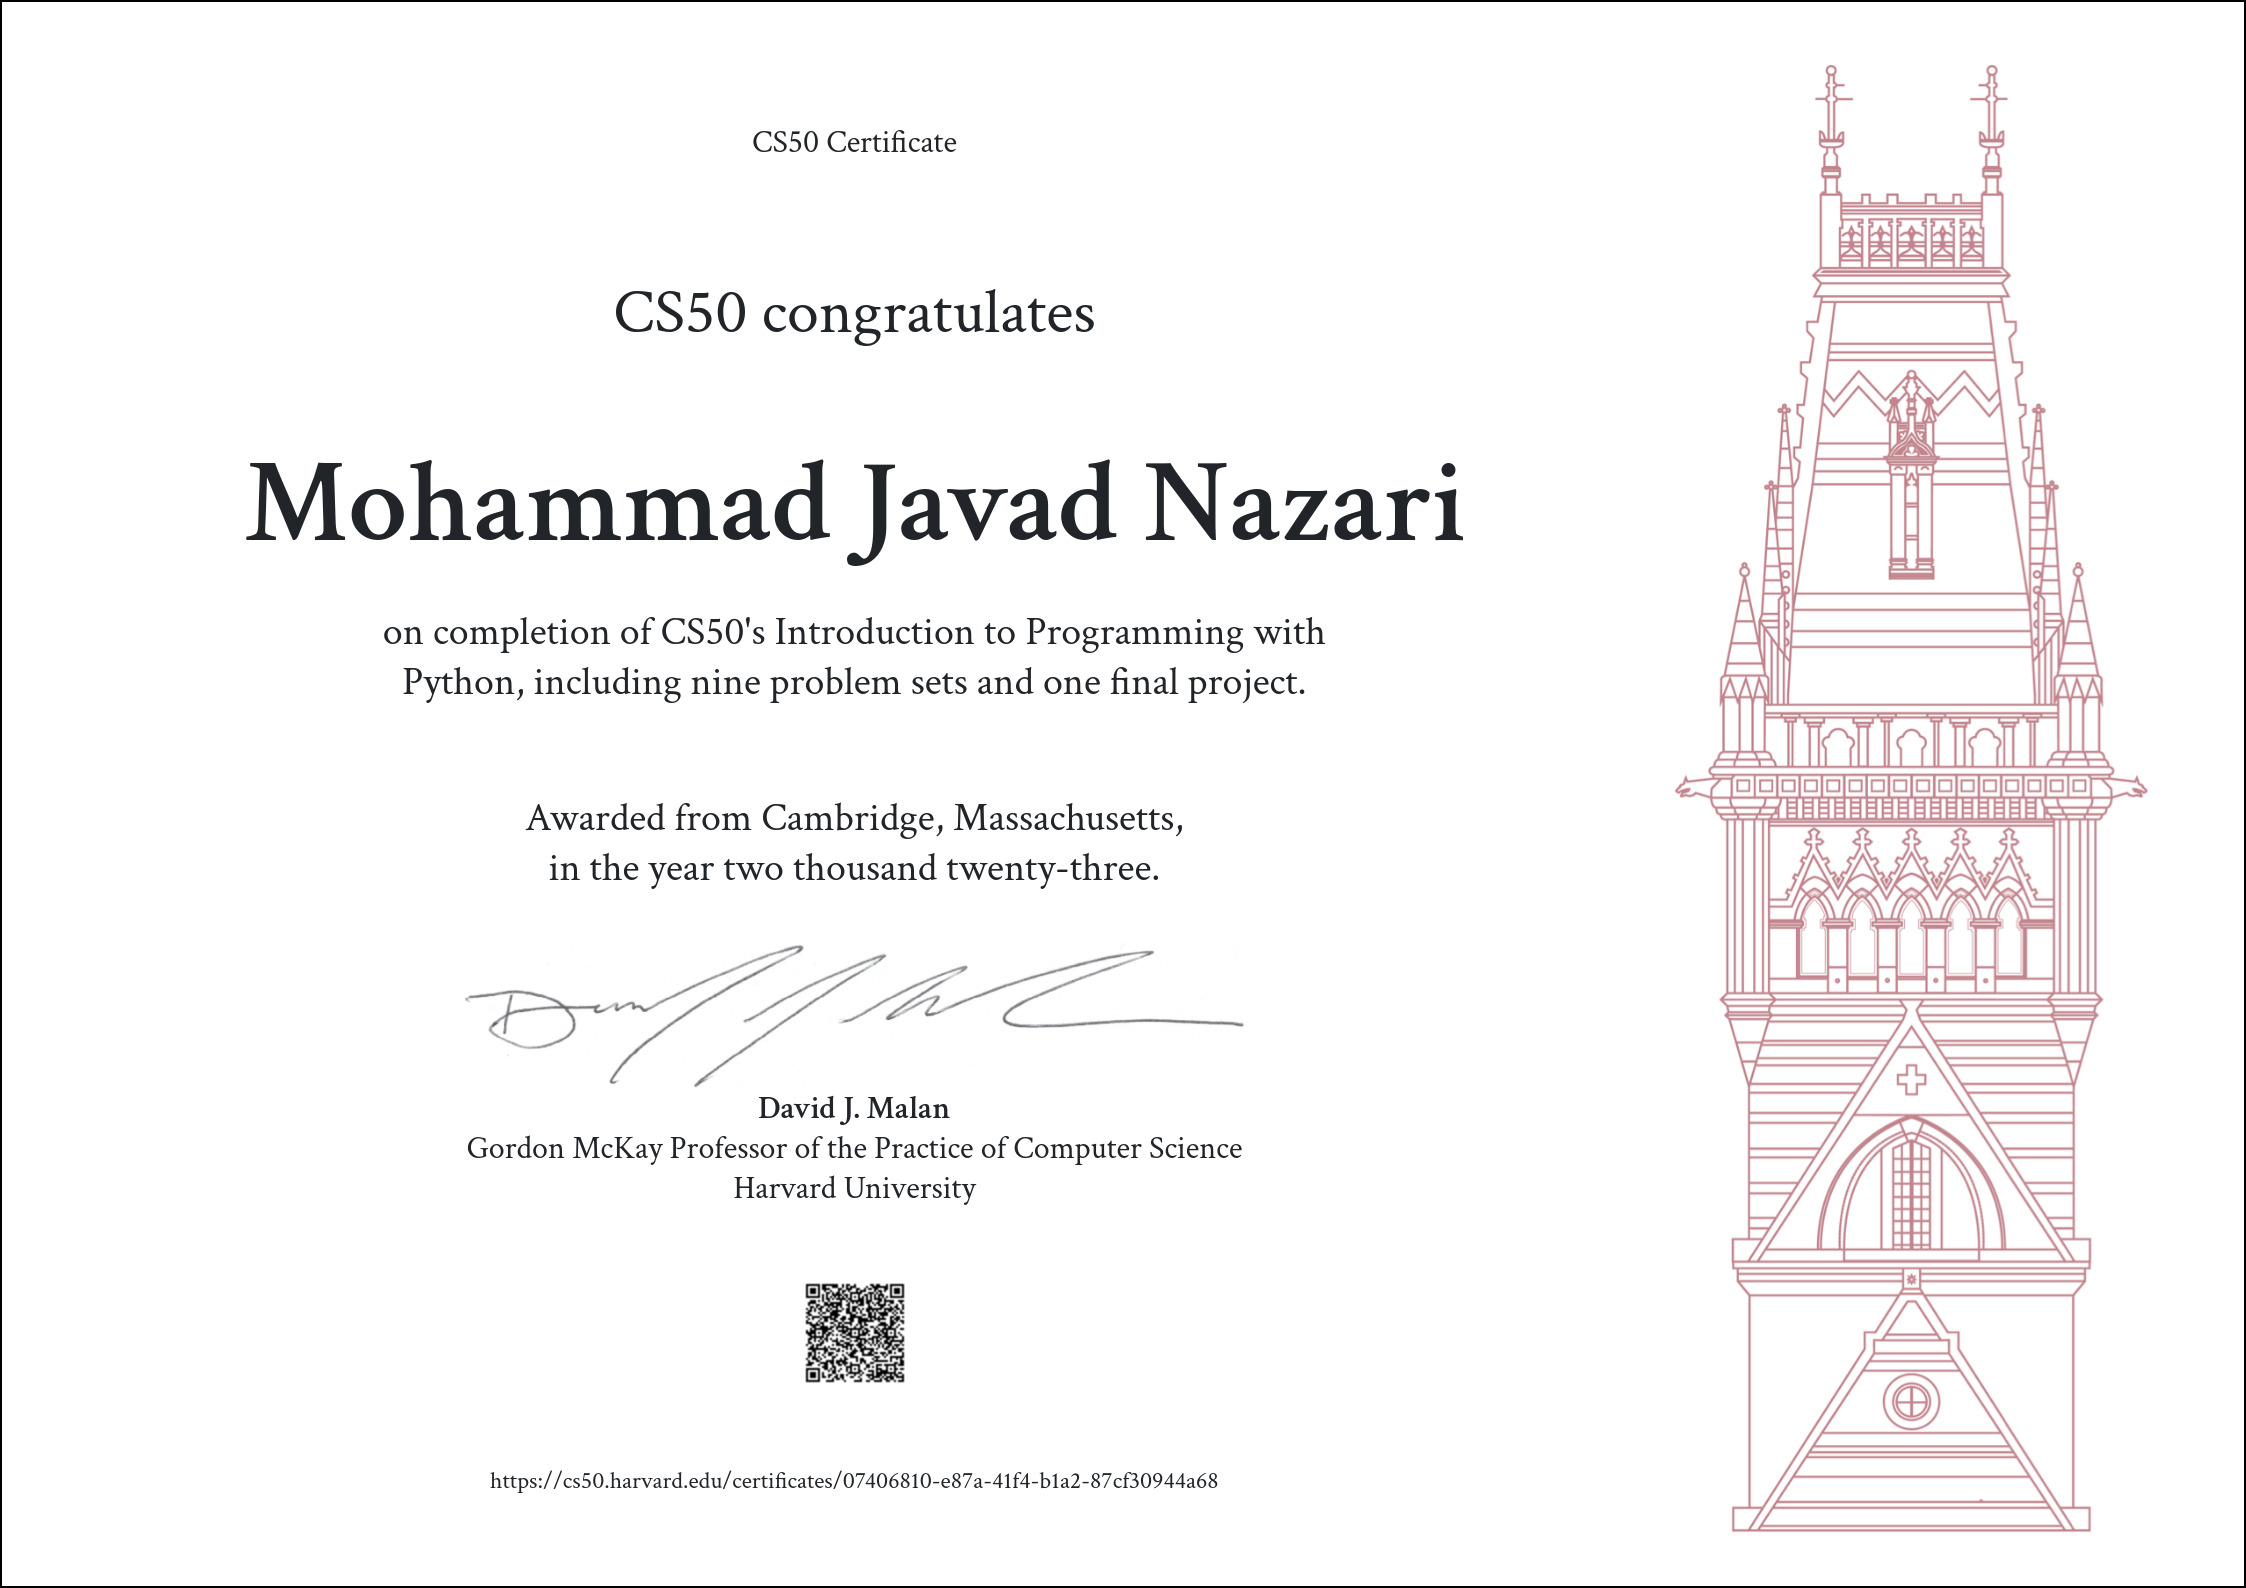 CS50 Certificate
CS50 congratulates
Mohammad Javad Nazari
on completion of CS50's Introduction to Programming with
Python, including nine problem sets and one final project.
Awarded from Cambridge, Massachusetts,
in the year two thousand twenty-three.
David J. Malan
Gordon McKay Professor of the Practice of Computer Science
Harvard University
https://cs50.harvard.edu/certificates/07406810-e87a-41f4-b1a2-87cf30944a68